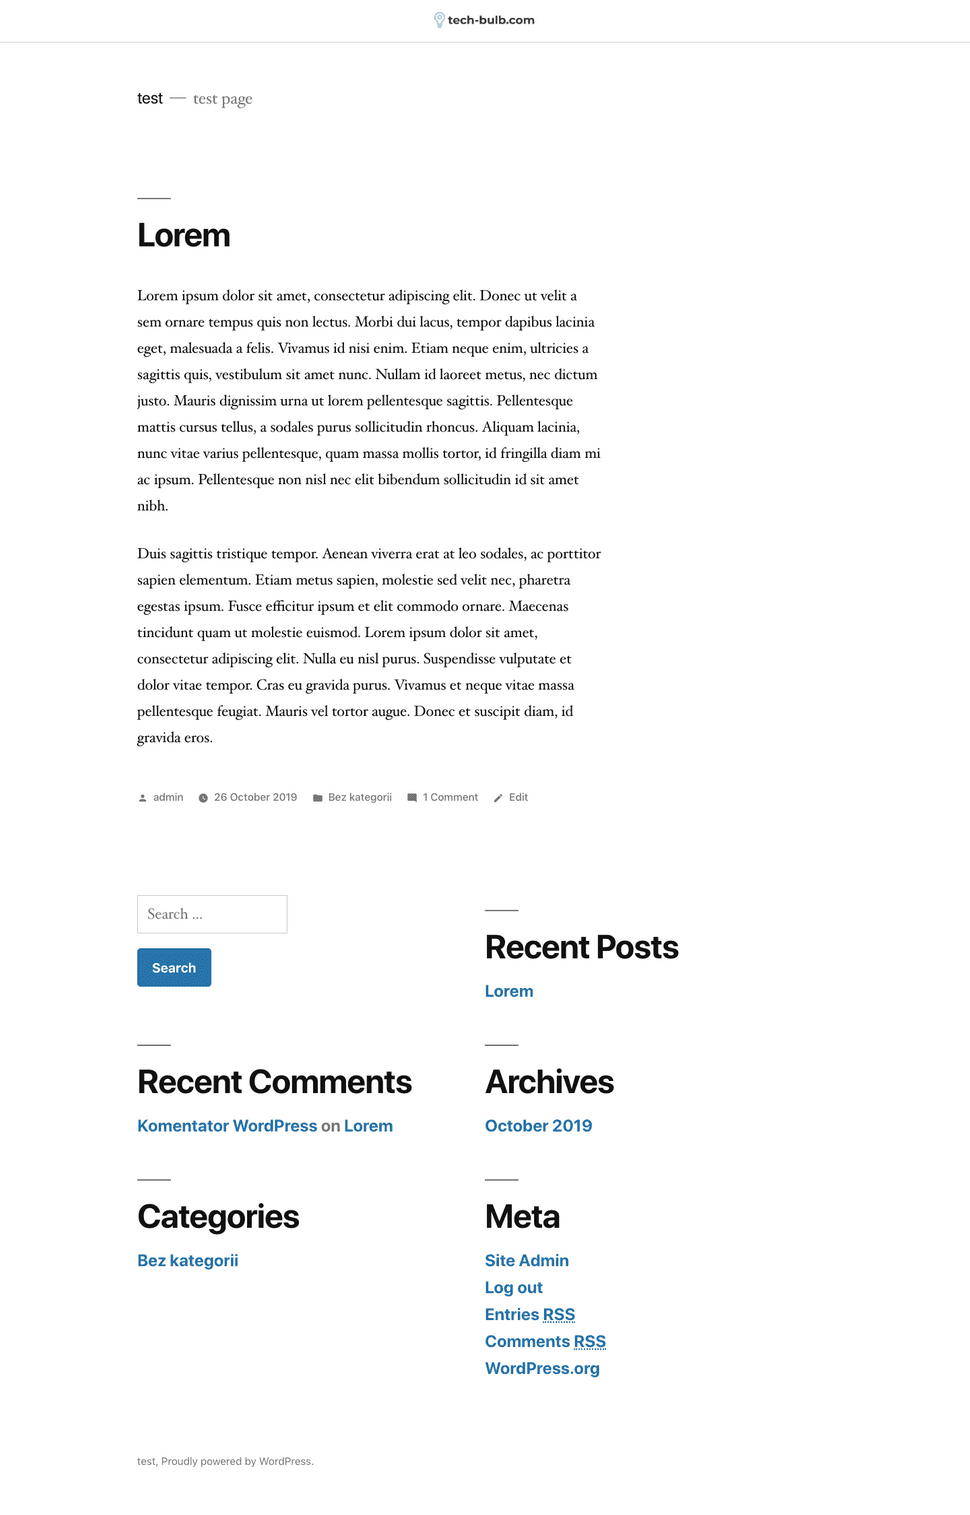 tech-bulb.com
test — test page
Lorem
Lorem ipsum dolor sit amet, consectetur adipiscing elit. Donec ut velit a
sem ornare tempus quis non lectus. Morbi dui lacus, tempor dapibus lacinia
eget, malesuada a felis. Vivamus id nisi enim. Etiam neque enim, ultricies a
sagittis quis, vestibulum sit amet nunc. Nullam id laoreet metus, nec dictum
justo. Mauris dignissim urna ut lorem pellentesque sagittis. Pellentesque
mattis cursus tellus, a sodales purus sollicitudin rhoncus. Aliquam lacinia,
nunc vitae varius pellentesque, quam massa mollis tortor, id fringilla diam mi
ac ipsum. Pellentesque non nisl nec elit bibendum sollicitudin id sit amet
nibh.
Duis sagittis tristique tempor. Aenean viverra erat at leo sodales, ac porttitor
sapien elementum. Etiam metus sapien, molestie sed velit nec, pharetra
egestas ipsum. Fusce efficitur ipsum et elit commodo ornare. Maecenas
tincidunt quam ut molestie euismod. Lorem ipsum dolor sit amet,
consectetur adipiscing elit. Nulla eu nisl purus. Suspendisse vulputate et
dolor vitae tempor. Cras eu gravida purus. Vivamus et neque vitae massa
pellentesque feugiat. Mauris vel tortor augue. Donec et suscipit diam, id
gravida eros.
admin 26 October 2019 Bez kategorii 1 Comment Edit
Search ...
Search
Recent Posts
Lorem
Recent Comments
Komentator WordPress on Lorem
Archives
October 2019
Categories
Bez kategorii
Meta
Site Admin
Log out
Entries RSS
Comments RSS
WordPress.org
test, Proudly powered by WordPress.